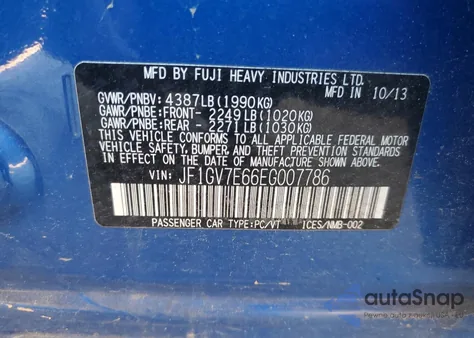 MFD BY FUJI HEAVY INDUSTRIES LTD.
MFD IN 10/13
GVWR/PNBV: 4387LB(1990KG)
GAWR/PNBE:FRONT- 2249LB(1020KG)
GAWR/PNBE:REAR - 2271LB(1030KG)
THIS VEHICLE CONFORMS TO ALL APPLICABLE FEDERAL MOTOR
VEHICLE SAFETY, BUMPER, AND THEFT PREVENTION STANDARDS
IN EFFECT ON THE DATE OF MANUFACTURE SHOWN ABOVE.
VIN: JF1GV7E66EG007786
PASSENGER CAR TYPE:PC/VT ICES/NMB-002
autoSnap